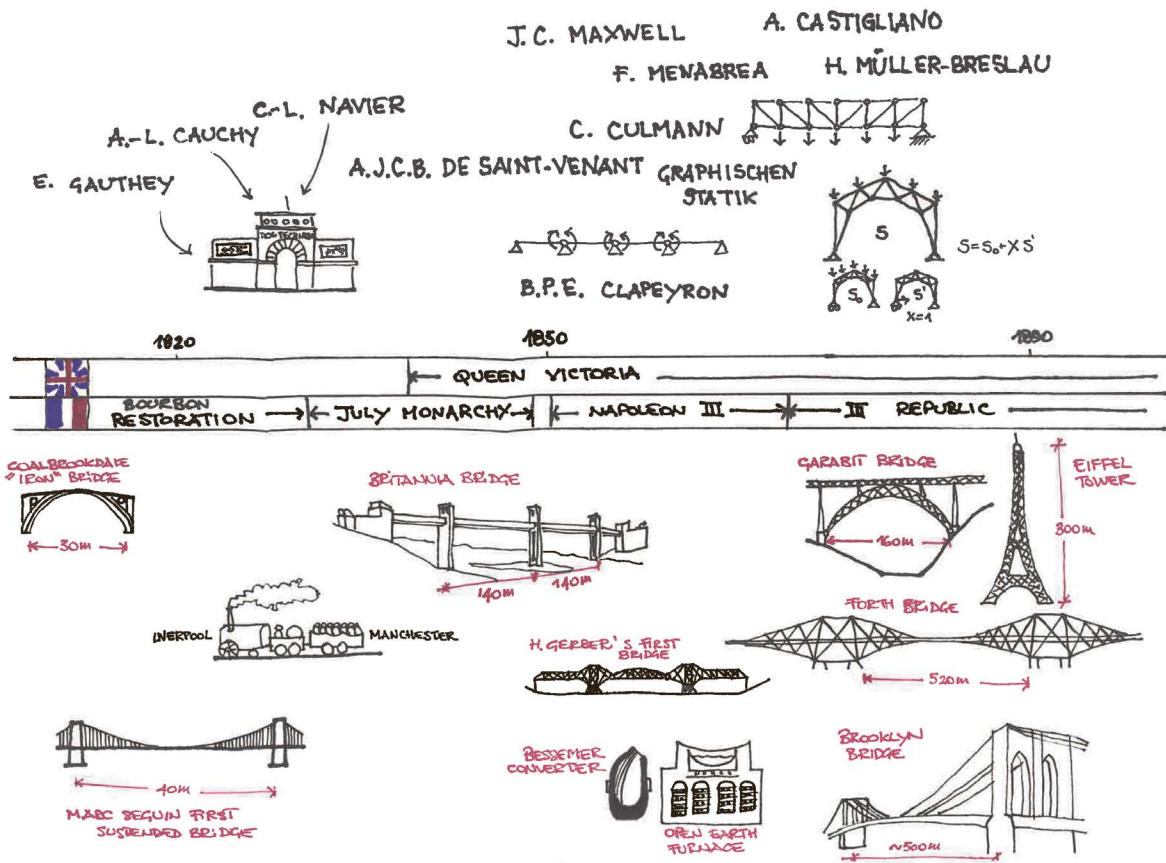 J.C. MAXWELL
A. CASTIGLIANO
F. MENABREA
H. MÜLLER-BRESLAU
C.-L. NAVIER
A.-L. CAUCHY
C. CULMANN
E. GAUTHEY
A.J.C.B. DE SAINT-VENANT
GRAPHISCHEN
STATIK
S
S=S₀+XS'
B.P.E. CLAPEYRON
S₀
S'
X=1
1820
1850
1890
QUEEN VICTORIA
BOURBON
RESTORATION
JULY MONARCHY
NAPOLEON III
III REPUBLIC
COALBROOKDALE
"IRON" BRIDGE
30m
BRITANNIA BRIDGE
140m
140m
GARABIT BRIDGE
160m
EIFFEL
TOWER
300m
LIVERPOOL
MANCHESTER
H. GERBER'S FIRST
BRIDGE
FORTH BRIDGE
520m
40m
MARC SEGUIN FIRST
SUSTENDED BRIDGE
BESSEMER
CONVERTER
OPEN EARTH
FURNACE
BROOKLYN
BRIDGE
~500m